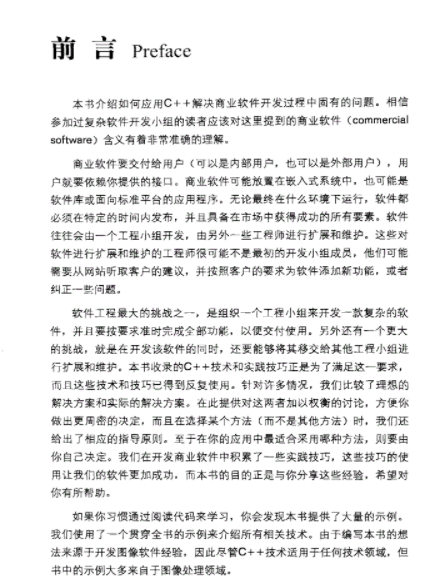 前 言 Preface
本书介绍如何应用C++解决商业软件开发过程中固有的问题。相信
参加过复杂软件开发小组的读者应该对这里提到的商业软件（commercial
software）含义有着非常准确的理解。
商业软件要交付给用户（可以是内部用户，也可以是外部用户），用
户就要依赖你提供的接口。商业软件可能放置在嵌入式系统中，也可能是
软件库或面向标准平台的应用程序。无论最终在什么环境下运行，软件都
必须在特定的时间内发布，并且具备在市场中获得成功的所有要素。软件
往往会由一个工程小组开发，由另外一些工程师进行扩展和维护。这些对
软件进行扩展和维护的工程师很可能不是最初的开发小组成员，他们可能
需要从网站听取客户的建议，并按照客户的要求为软件添加新功能，或者
纠正一些问题。
软件工程最大的挑战之一，是组织一个工程小组来开发一款复杂的软
件，并且要按要求准时完成全部功能，以便交付使用。另外还有一个更大
的挑战，就是在开发该软件的同时，还要能够将其移交给其他工程小组进
行扩展和维护。本书收录的C++技术和实践技巧正是为了满足这一要求，
而且这些技术和技巧已得到反复使用。针对许多情况，我们比较了理想的
解决方案和实际的解决方案。在此提供对这两者加以权衡的讨论，方便你
做出更周密的决定，而且在选择某个方法（而不是其他方法）时，我们还
给出了相应的指导原则。至于在你的应用中最适合采用哪种方法，则要由
你自己决定。我们在开发商业软件中积累了一些实践技巧，这些技巧的使
用让我们的软件更加成功，而本书的目的正是与你分享这些经验，希望对
你有所帮助。
如果你习惯通过阅读代码来学习，你会发现本书提供了大量的示例。
我们使用了一个贯穿全书的示例来介绍所有相关技术。由于编写本书的想
法来源于开发图像软件经验，因此尽管C++技术适用于任何技术领域，但
书中的示例大多来自于图像处理领域。